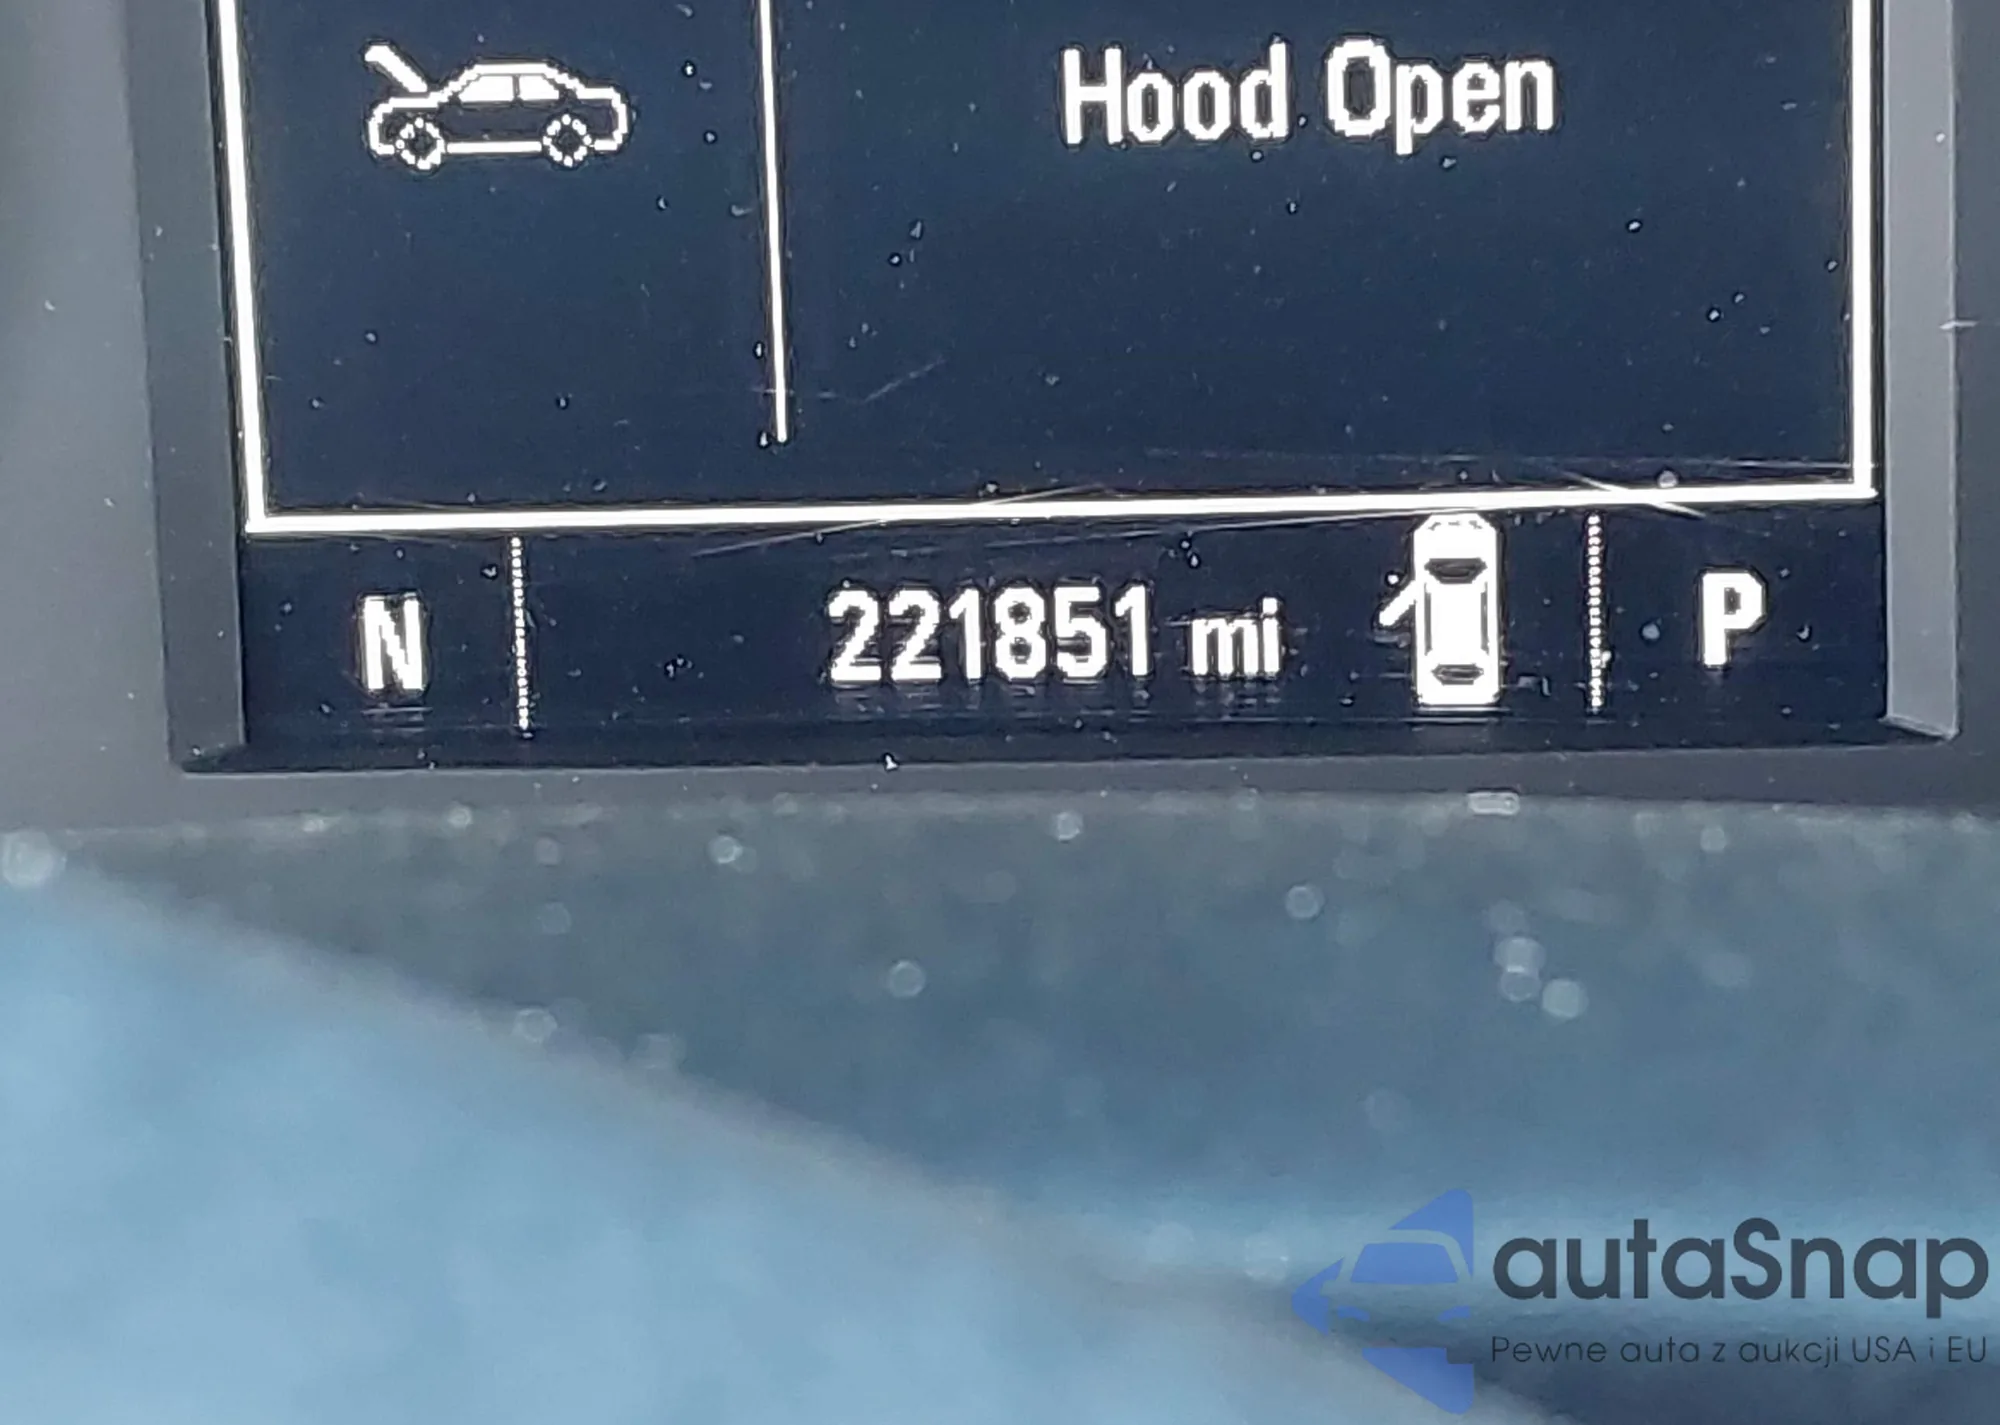 Hood Open
N 221851 mi P
autaSnap
Pewne auta z aukcji USA i EU